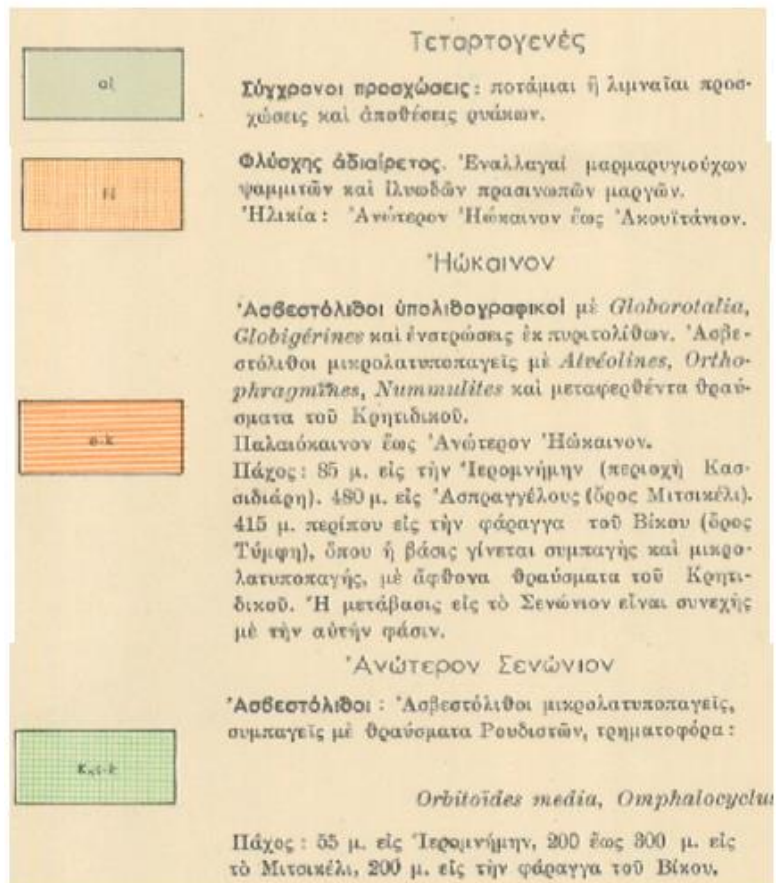 Τεταρτογενές
al
Σύγχρονοι προσχώσεις: ποτάμιαι ἢ λιμναῖαι προσ-
χώσεις καὶ ἀποθέσεις ρυάκων.
fl
Φλύσχης ἀδιαίρετος. Ἐναλλαγαί μαρμαρυγιούχων
ψαμμιτῶν καὶ ἰλυωδῶν πρασινωπῶν μαργῶν.
Ἡλικία: Ἀνώτερον Ἠώκαινον ἕως Ἀκουϊτάνιον.
Ἠώκαινον
Ἀσβεστόλιθοι ὑπολιθογραφικοί μὲ Globorotalia,
Globigérines καὶ ἐνστρώσεις ἐκ πυριτολίθων. Ἀσβε-
στόλιθοι μικρολατυποπαγεῖς μὲ Alvéolines, Ortho-
phragmines, Nummulites καὶ μεταφερθέντα θραύ-
σματα τοῦ Κρητιδικοῦ.
e-k
Παλαιόκαινον ἕως Ἀνώτερον Ἠώκαινον.
Πάχος: 85 μ. εἰς τὴν Ἱερομνήμην (περιοχὴ Κασ-
σιδιάρη). 480 μ. εἰς Ἀσπραγγέλους (ὄρος Μιτσικέλι).
415 μ. περίπου εἰς τὴν φάραγγα τοῦ Βίκου (ὄρος
Τύμφη), ὅπου ἡ βάσις γίνεται συμπαγὴς καὶ μικρο-
λατυποπαγής, μὲ ἄφθονα θραύσματα τοῦ Κρητι-
δικοῦ. Ἡ μετάβασις εἰς τὸ Σενώνιον εἶναι συνεχὴς
μὲ τὴν αὐτὴν φάσιν.
Ἀνώτερον Σενώνιον
Ἀσβεστόλιθοι: Ἀσβεστόλιθοι μικρολατυποπαγεῖς,
συμπαγεῖς μὲ θραύσματα Ρουδιστῶν, τρηματοφόρα:
Orbitoïdes media, Omphalocyclus
Πάχος: 55 μ. εἰς Ἱερομνήμην, 200 ἕως 300 μ. εἰς
τὸ Μιτσικέλι, 200 μ. εἰς τὴν φάραγγα τοῦ Βίκου.